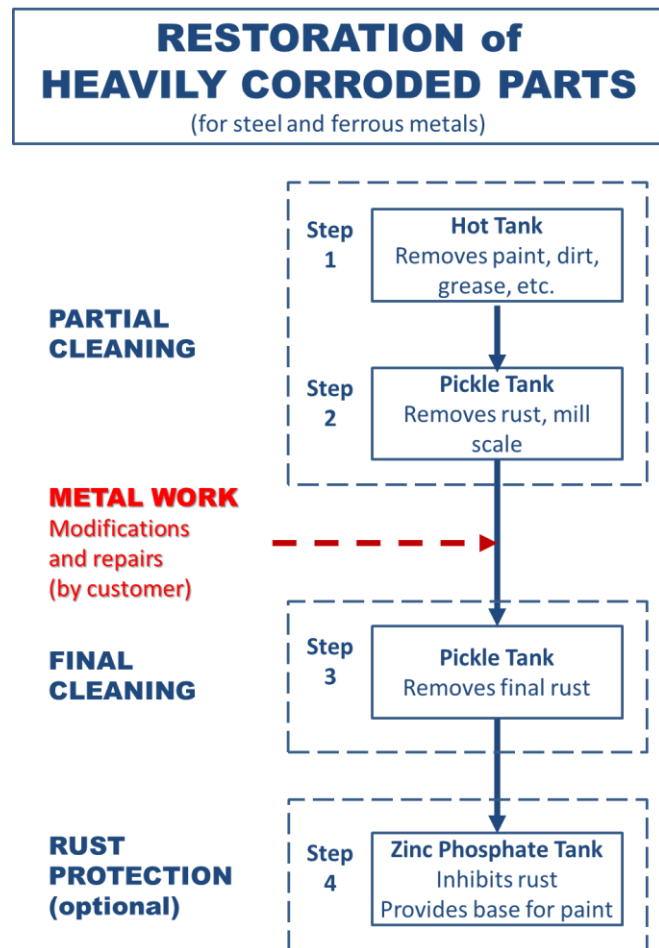 RESTORATION of
HEAVILY CORRODED PARTS
(for steel and ferrous metals)
Step
1
Hot Tank
Removes paint, dirt,
grease, etc.
PARTIAL
CLEANING
Step
2
Pickle Tank
Removes rust, mill
scale
METAL WORK
Modifications
and repairs
(by customer)
FINAL
CLEANING
Step
3
Pickle Tank
Removes final rust
RUST
PROTECTION
(optional)
Step
4
Zinc Phosphate Tank
Inhibits rust
Provides base for paint